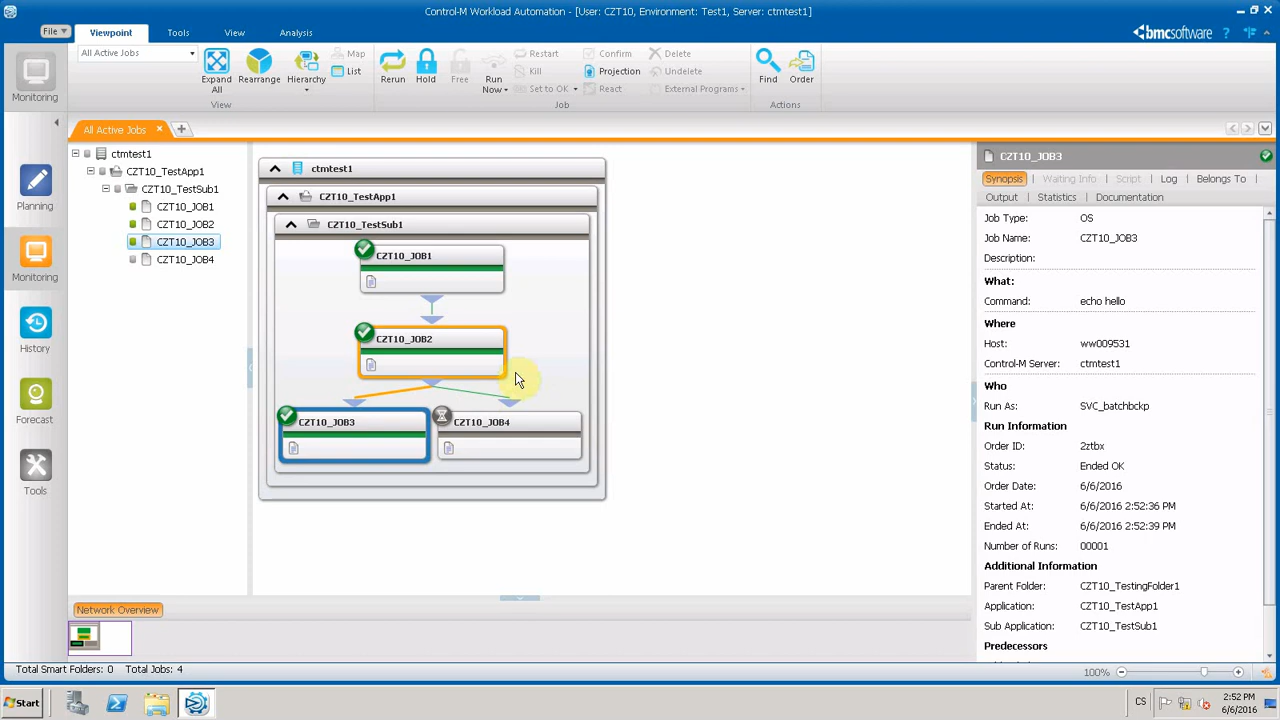 Control-M Workload Automation - [User: CZT10, Environment: Test1, Server: ctmtest1]
File Viewpoint Tools View Analysis
bmcsoftware ?
All Active Jobs
Expand All Rearrange Hierarchy Map List
View
Rerun Hold Free Run Now Restart Kill Set to OK Confirm Projection React Delete Undelete External Programs
Job
Find Order
Actions
Monitoring
Planning
Monitoring
History
Forecast
Tools
All Active Jobs
ctmtest1
CZT10_TestApp1
CZT10_TestSub1
CZT10_JOB1
CZT10_JOB2
CZT10_JOB3
CZT10_JOB4
ctmtest1
CZT10_TestApp1
CZT10_TestSub1
CZT10_JOB1
CZT10_JOB2
CZT10_JOB3 CZT10_JOB4
CZT10_JOB3
Synopsis Waiting Info Script Log Belongs To
Output Statistics Documentation
Job Type: OS
Job Name: CZT10_JOB3
Description:
What:
Command: echo hello
Where
Host: ww009531
Control-M Server: ctmtest1
Who
Run As: SVC_batchbckp
Run Information
Order ID: 2ztbx
Status: Ended OK
Order Date: 6/6/2016
Started At: 6/6/2016 2:52:36 PM
Ended At: 6/6/2016 2:52:39 PM
Number of Runs: 00001
Additional Information
Parent Folder: CZT10_TestingFolder1
Application: CZT10_TestApp1
Sub Application: CZT10_TestSub1
Predecessors
Network Overview
Total Smart Folders: 0 Total Jobs: 4
100%
Start
CS
2:52 PM
6/6/2016